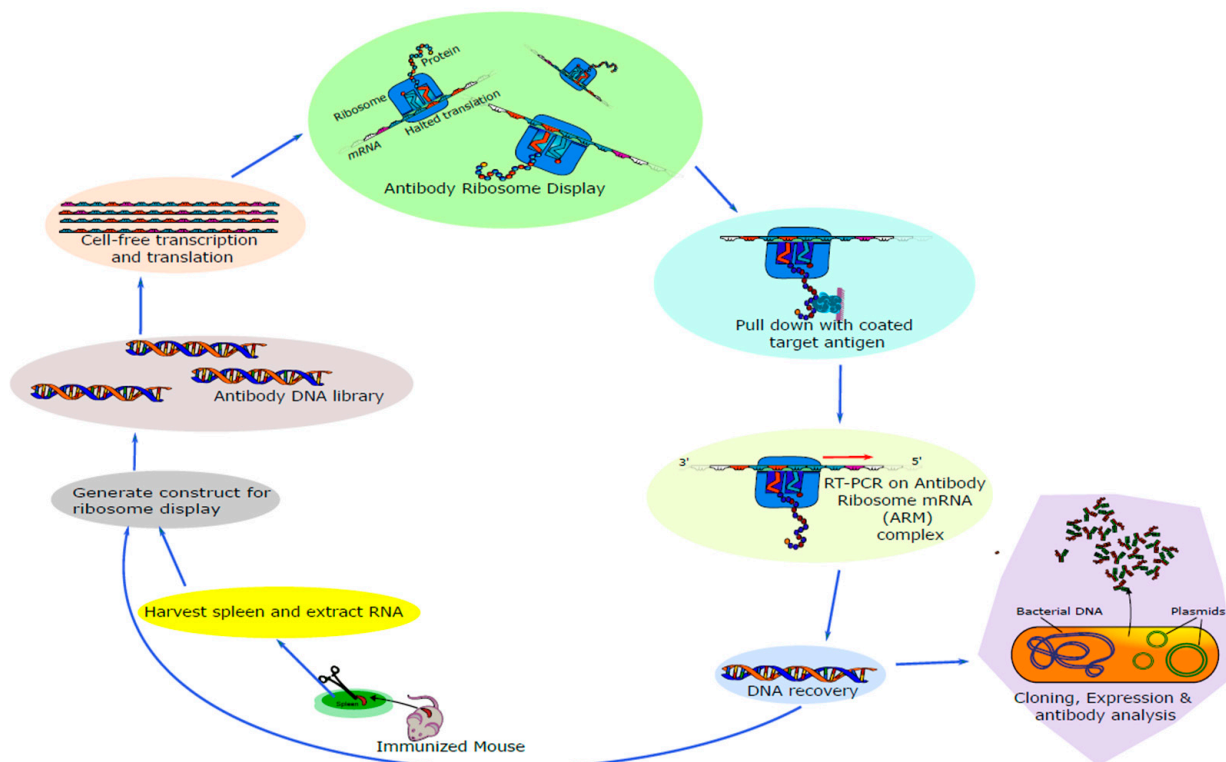 Protein
Ribosome
Halted translation
mRNA
Antibody Ribosome Display
Cell-free transcription
and translation
Pull down with coated
target antigen
Antibody DNA library
3'
5'
RT-PCR on Antibody
Ribosome mRNA
(ARM)
complex
Generate construct for
ribosome display
Harvest spleen and extract RNA
Bacterial DNA
Plasmids
DNA recovery
Cloning, Expression &
antibody analysis
Spleen
Immunized Mouse